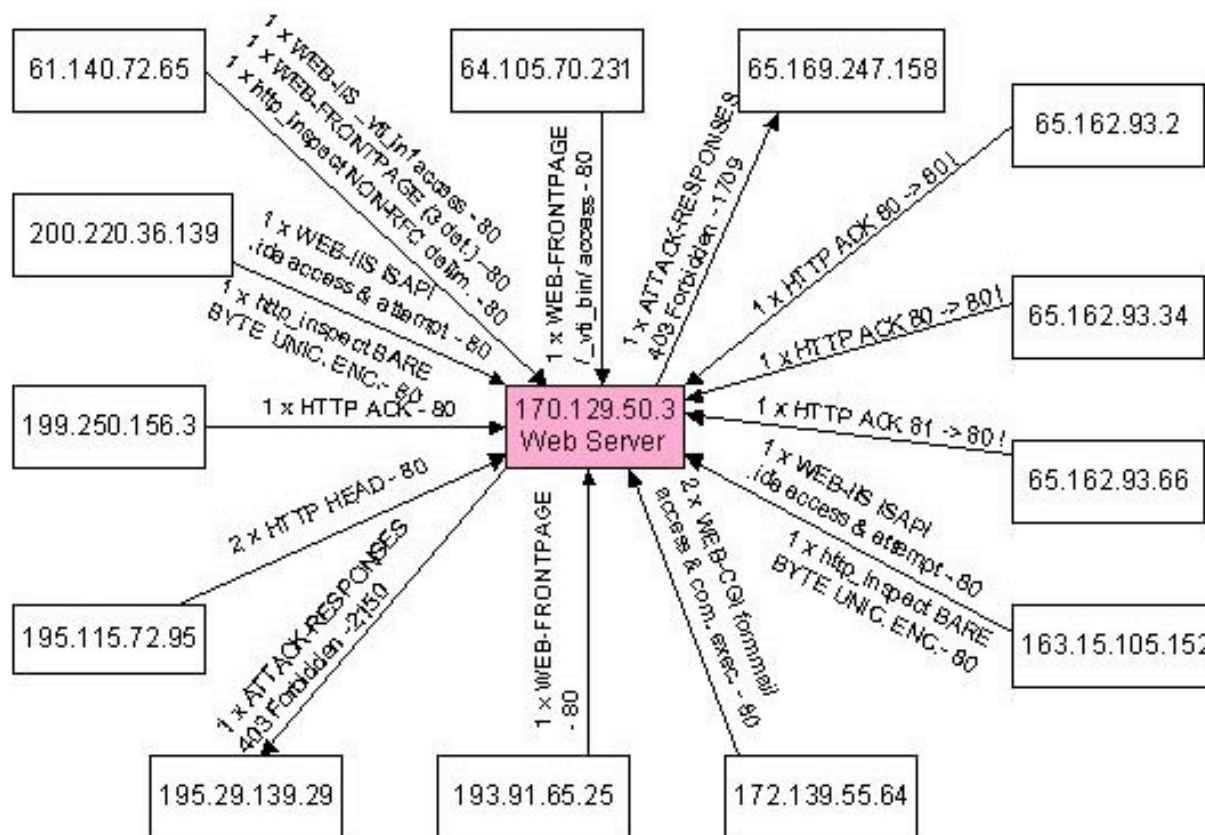 61.140.72.65
1 x WEB-IIS _vti_inf access - 80
1 x WEB-FRONTPAGE (3 det.) - 80
1 x http_inspect NON-RFC delim. - 80
64.105.70.231
1 x WEB-FRONTPAGE
/_vti_bin/ access - 80
65.169.247.158
1 x ATTACK-RESPONSES
403 Forbidden - 1709
65.162.93.2
1 x HTTP ACK 80 -> 80 !
200.220.36.139
1 x WEB-IIS ISAPI
.ida access & attempt - 80
1 x http_inspect BARE
BYTE UNIC. ENC.- 80
65.162.93.34
1 x HTTP ACK 80 -> 80 !
199.250.156.3
1 x HTTP ACK - 80
170.129.50.3
Web Server
1 x HTTP ACK 81 -> 80 !
65.162.93.66
195.115.72.95
2 x HTTP HEAD - 80
1 x WEB-IIS ISAPI
.ida access & attempt - 80
1 x http_inspect BARE
BYTE UNIC. ENC.- 80
163.15.105.152
1 x ATTACK-RESPONSES
403 Forbidden -2150
195.29.139.29
1 x WEB-FRONTPAGE
- 80
193.91.65.25
2 x WEB-CGI formmail
access & com. exec. - 80
172.139.55.64